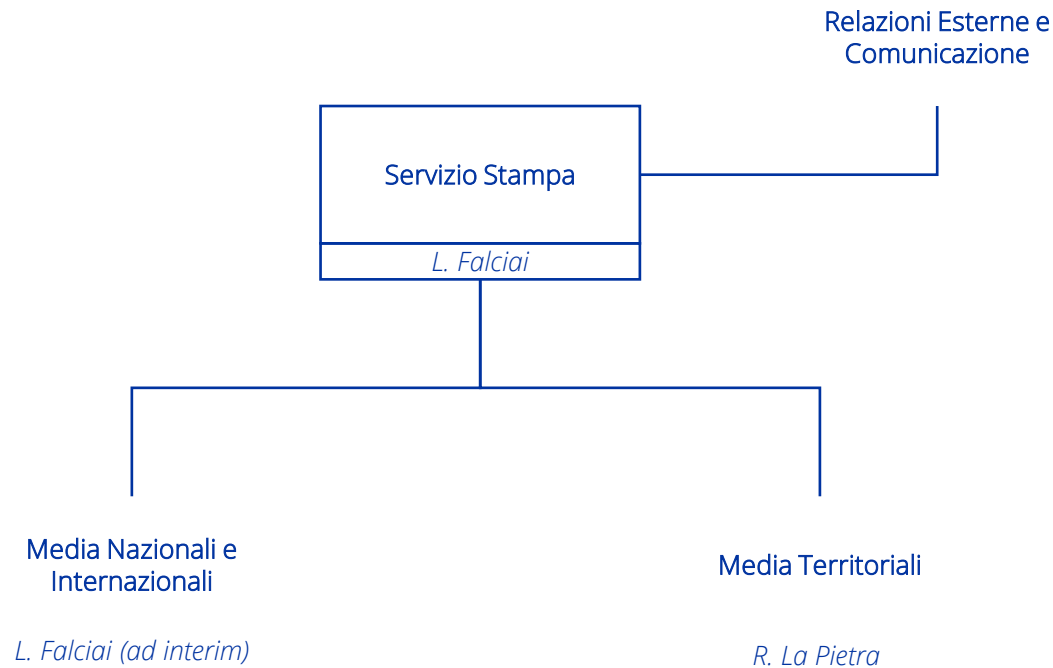 Relazioni Esterne e
Comunicazione
Servizio Stampa
L. Falciai
Media Nazionali e
Internazionali
L. Falciai (ad interim)
Media Territoriali
R. La Pietra